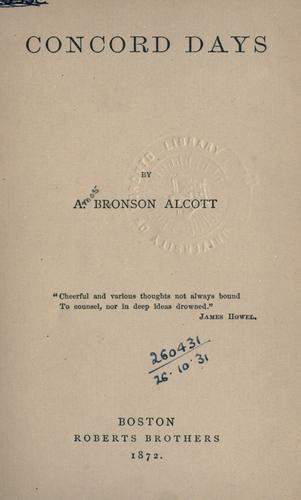 CONCORD DAYS
BY
A. BRONSON ALCOTT
Amos
"Cheerful and various thoughts not always bound
To counsel, nor in deep ideas drowned."
JAMES HOWEL.
260431
26.10.31
BOSTON
ROBERTS BROTHERS
1872.